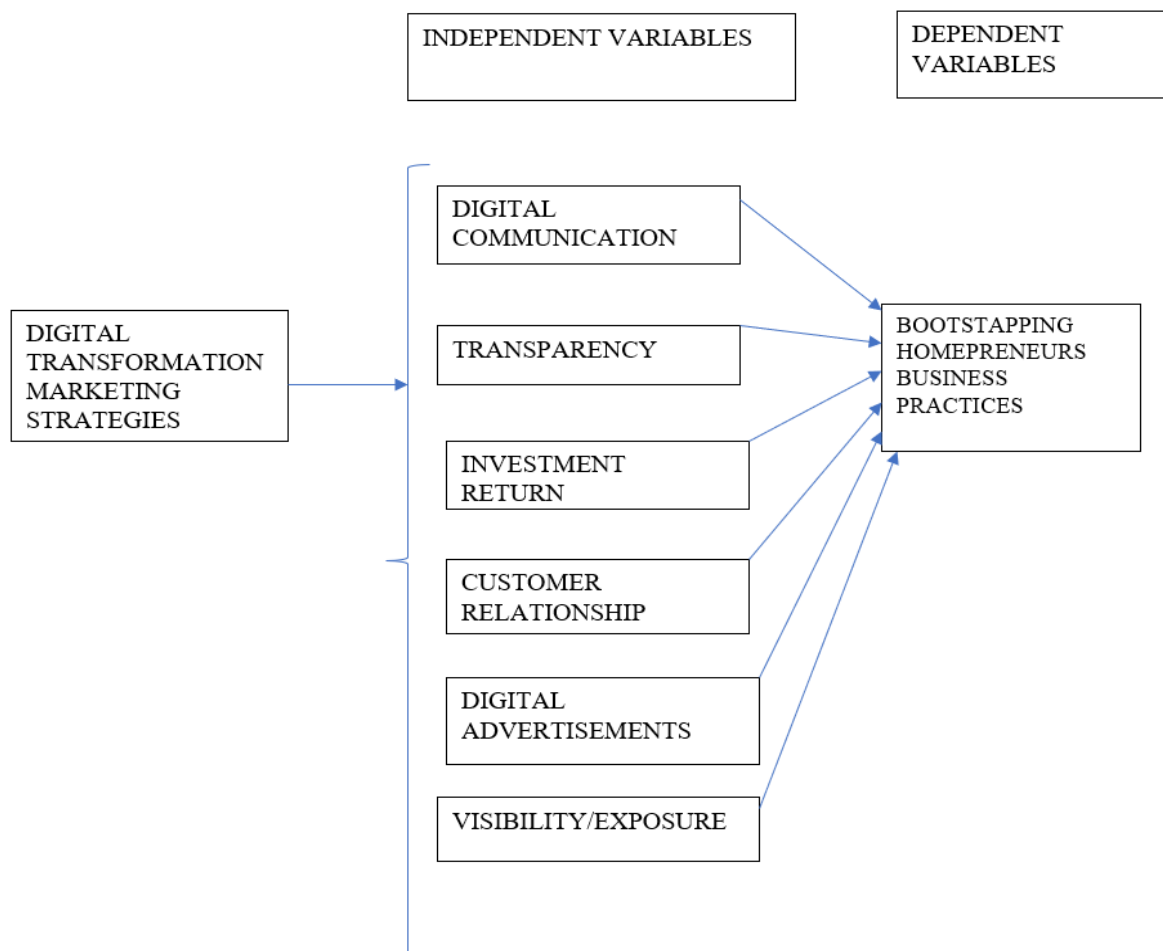 INDEPENDENT VARIABLES
DEPENDENT
VARIABLES
DIGITAL
COMMUNICATION
DIGITAL
TRANSFORMATION
MARKETING
STRATEGIES
TRANSPARENCY
BOOTSTAPPING
HOMEPRENEURS
BUSINESS
PRACTICES
INVESTMENT
RETURN
CUSTOMER
RELATIONSHIP
DIGITAL
ADVERTISEMENTS
VISIBILITY/EXPOSURE